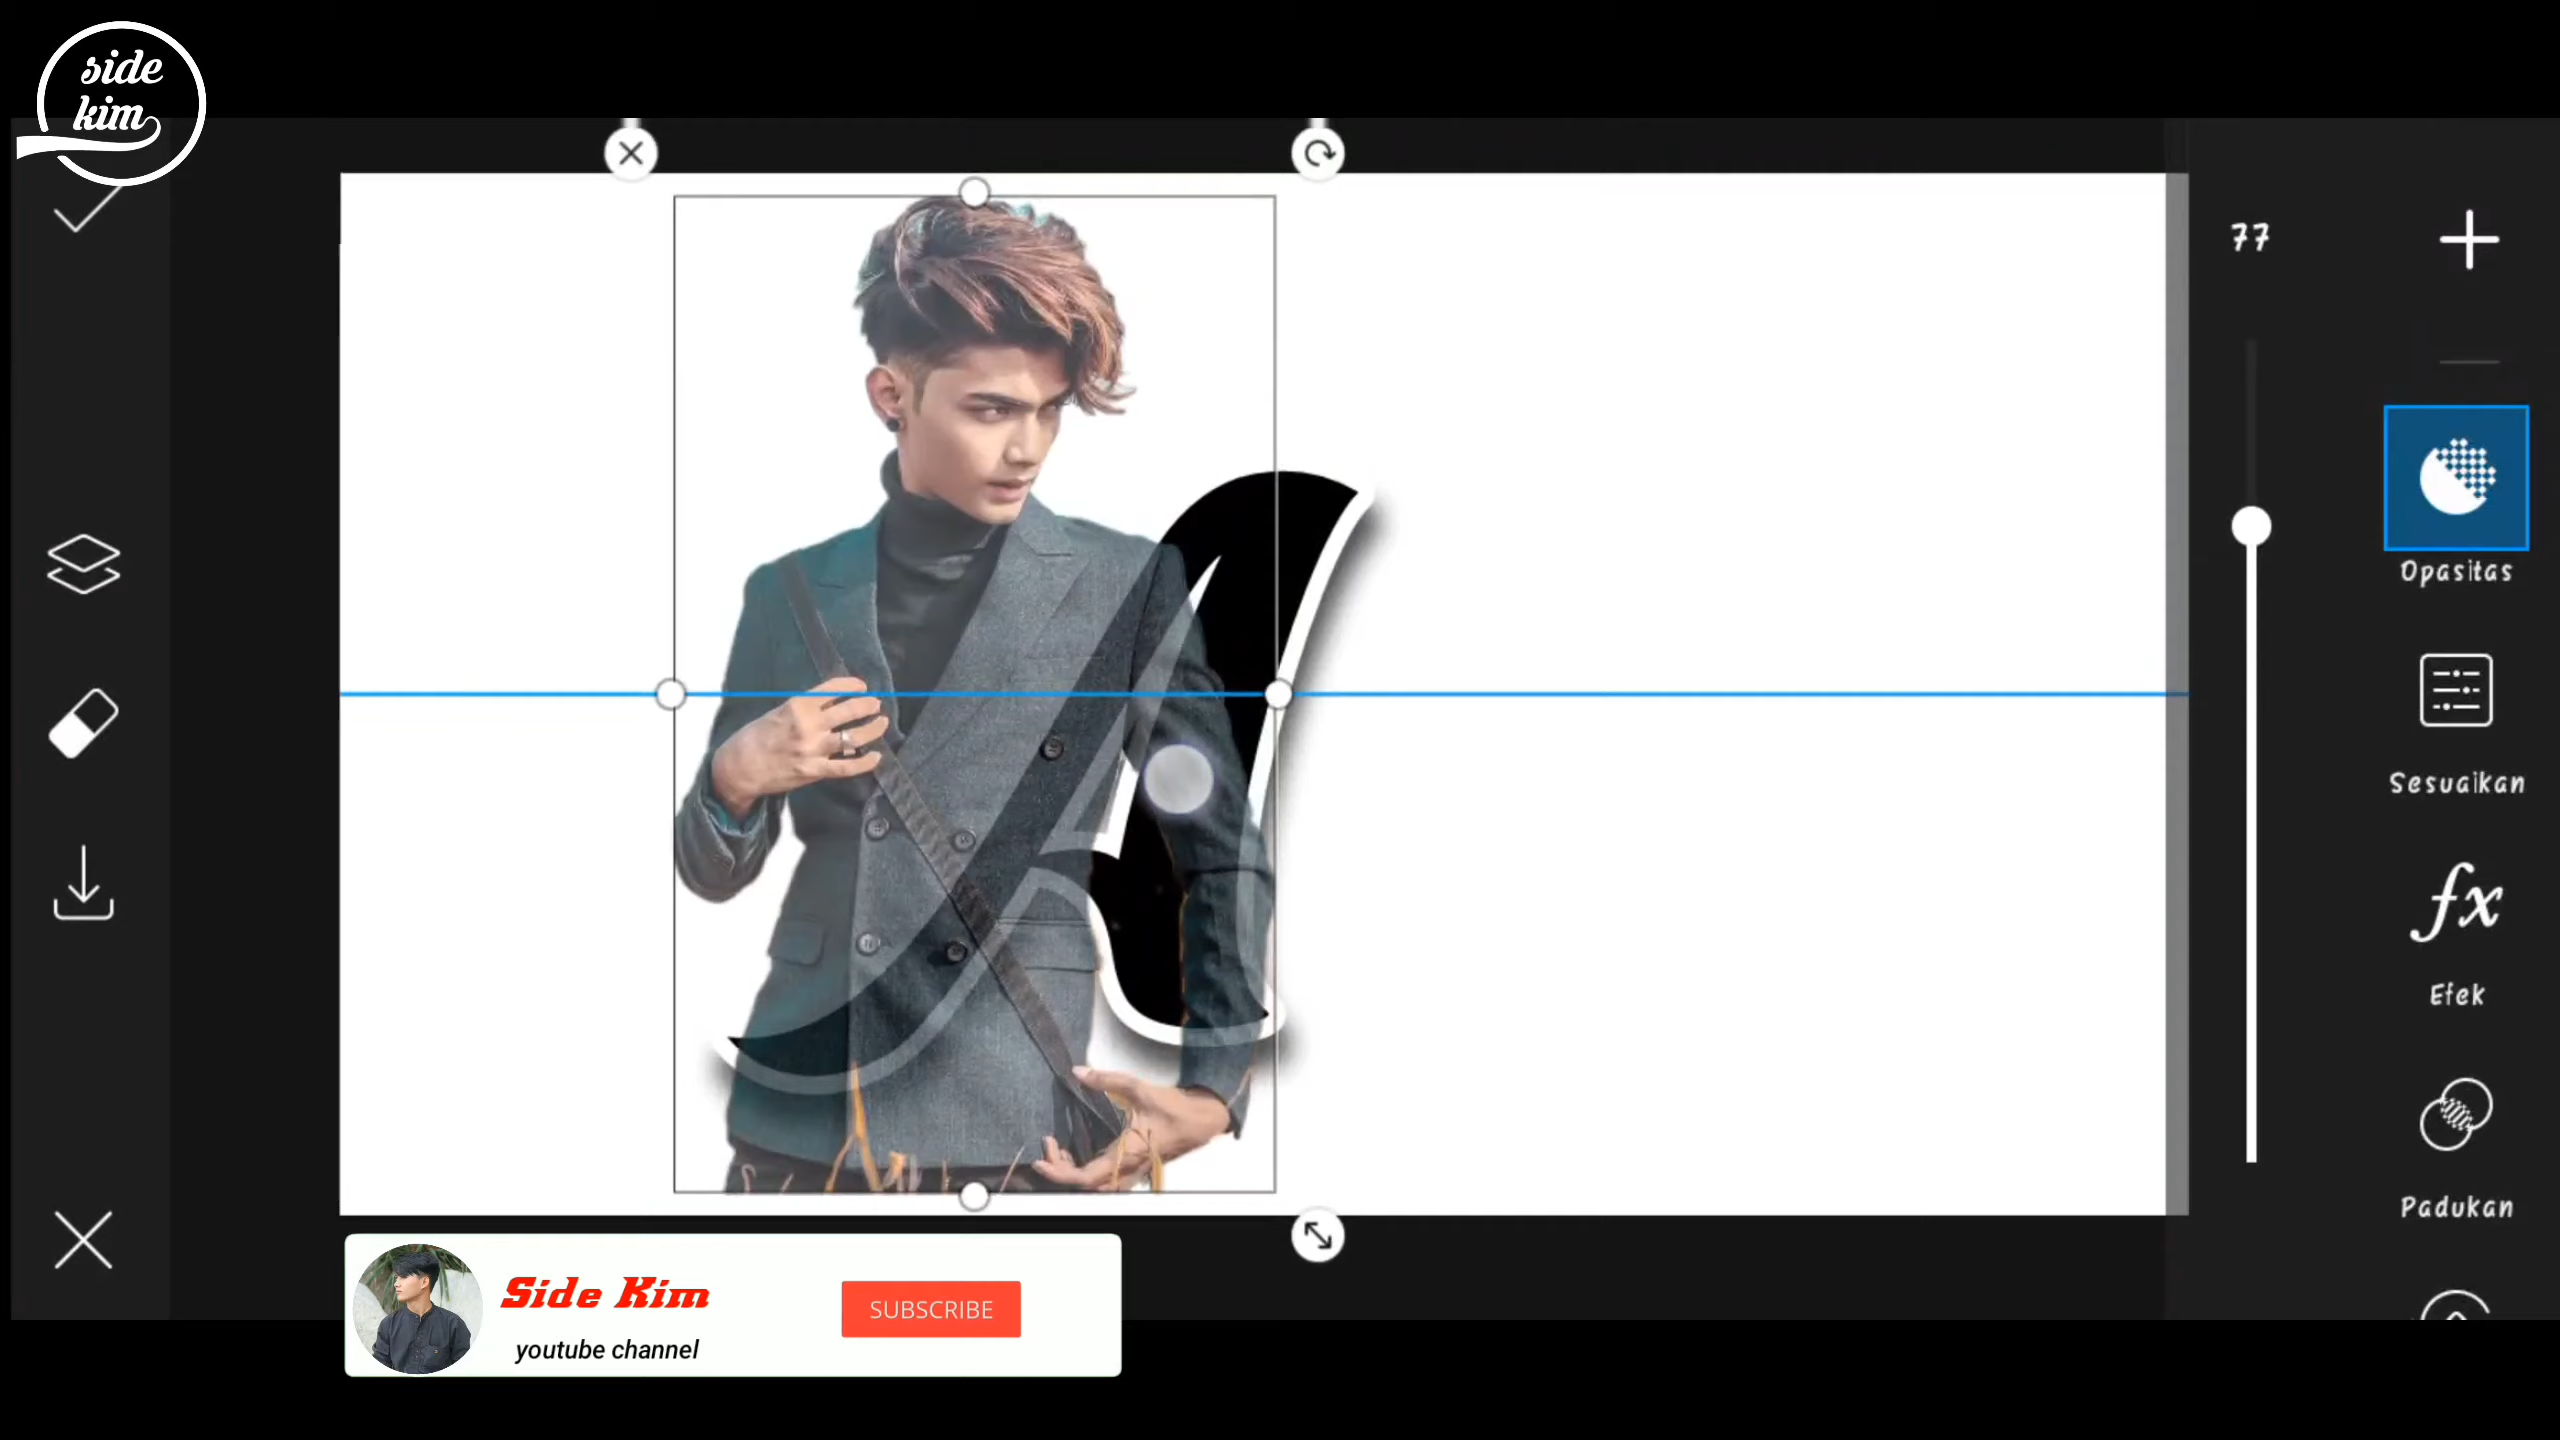 side
kim
77
Opasitas
Sesuaikan
fx
Efek
Padukan
A
Side Kim
SUBSCRIBE
youtube channel